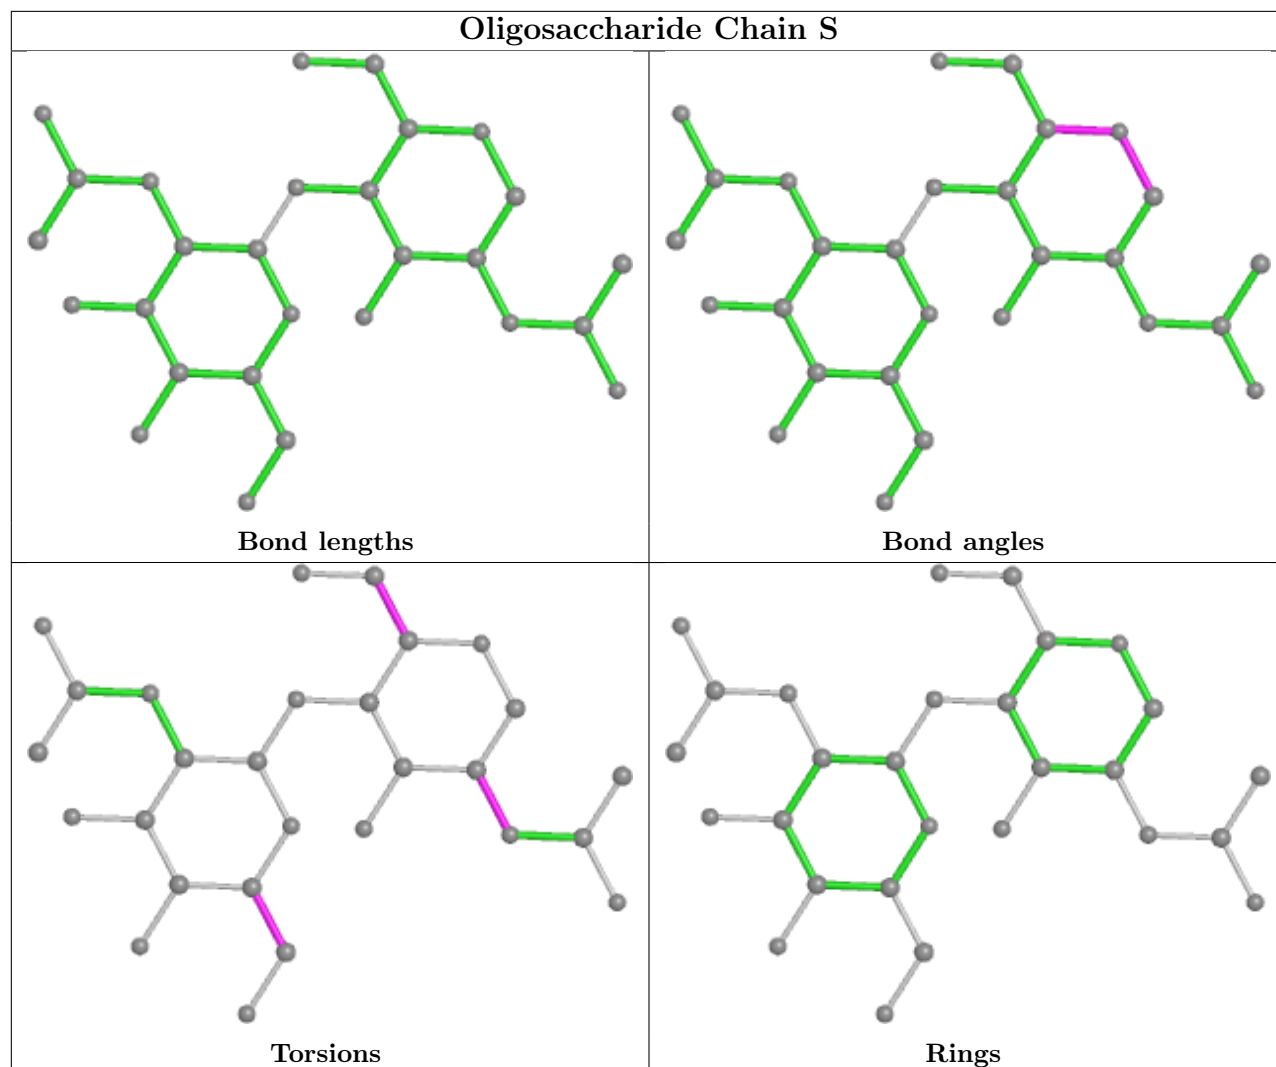 Oligosaccharide Chain S
Bond lengths
Bond angles
Torsions
Rings